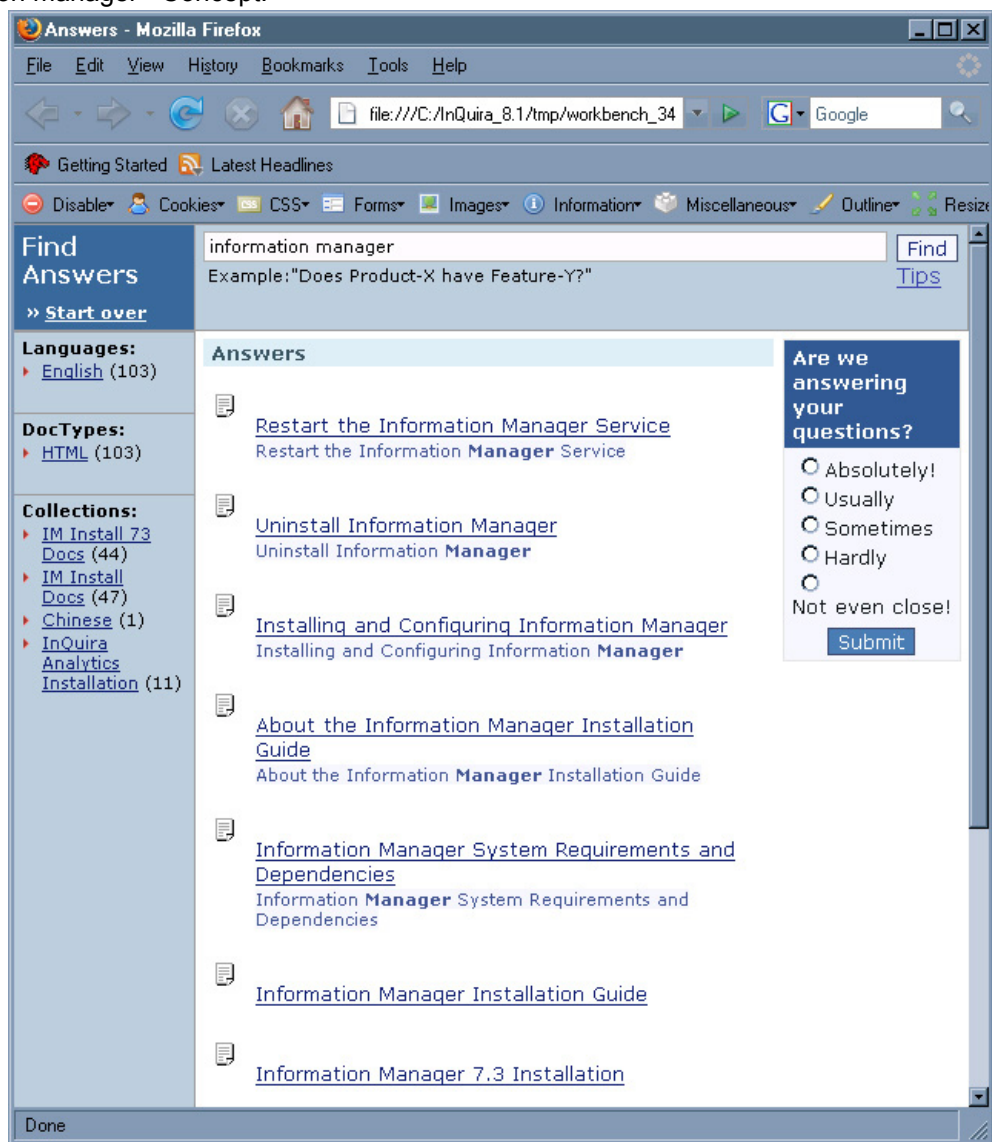 on manager" Concept.
Answers - Mozilla Firefox
File Edit View History Bookmarks Tools Help
file:///C:/InQuira_8.1/tmp/workbench_34
G Google
Getting Started Latest Headlines
Disable Cookies CSS Forms Images Information Miscellaneous Outline Resize
Find
Answers
» Start over
information manager
Find
Example:"Does Product-X have Feature-Y?"
Tips
Languages:
English (103)
DocTypes:
HTML (103)
Collections:
IM Install 73
Docs (44)
IM Install
Docs (47)
Chinese (1)
InQuira
Analytics
Installation (11)
Answers
Restart the Information Manager Service
Restart the Information Manager Service
Uninstall Information Manager
Uninstall Information Manager
Installing and Configuring Information Manager
Installing and Configuring Information Manager
About the Information Manager Installation
Guide
About the Information Manager Installation Guide
Information Manager System Requirements and
Dependencies
Information Manager System Requirements and
Dependencies
Information Manager Installation Guide
Information Manager 7.3 Installation
Are we
answering
your
questions?
Absolutely!
Usually
Sometimes
Hardly
Not even close!
Submit
Done